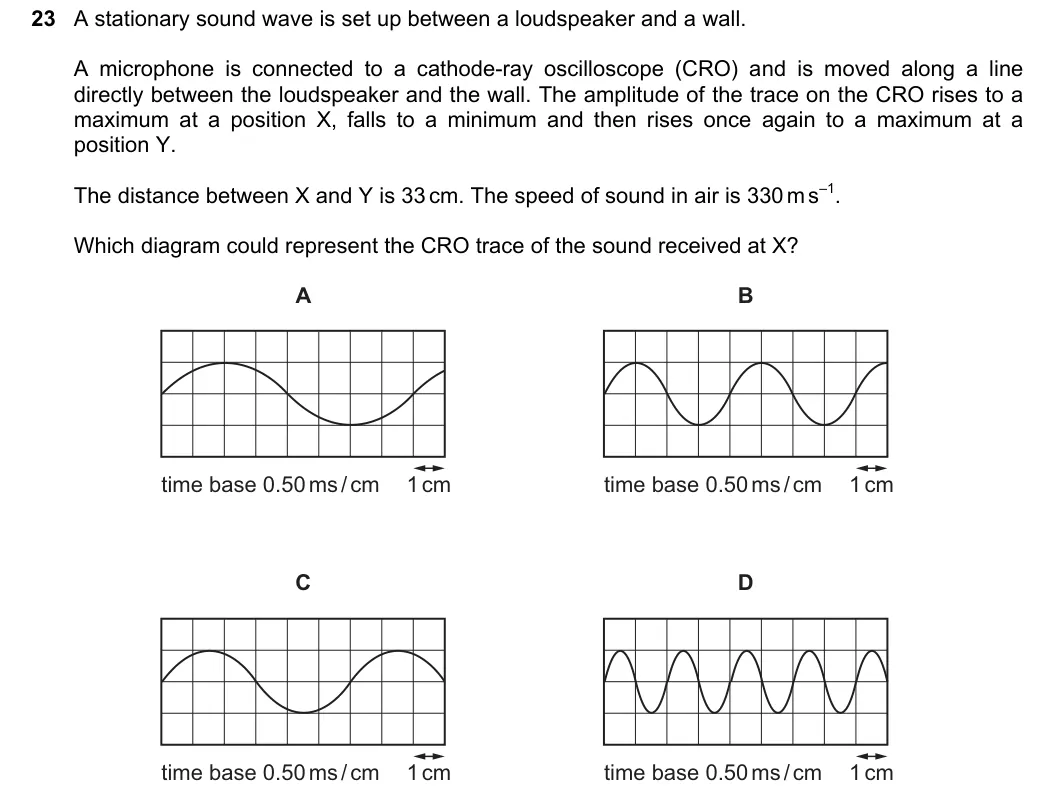 23 A stationary sound wave is set up between a loudspeaker and a wall.
A microphone is connected to a cathode-ray oscilloscope (CRO) and is moved along a line
directly between the loudspeaker and the wall. The amplitude of the trace on the CRO rises to a
maximum at a position X, falls to a minimum and then rises once again to a maximum at a
position Y.
The distance between X and Y is 33 cm. The speed of sound in air is 330 m s⁻¹.
Which diagram could represent the CRO trace of the sound received at X?
A
B
time base 0.50 ms / cm 1 cm
time base 0.50 ms / cm 1 cm
C
D
time base 0.50 ms / cm 1 cm
time base 0.50 ms / cm 1 cm